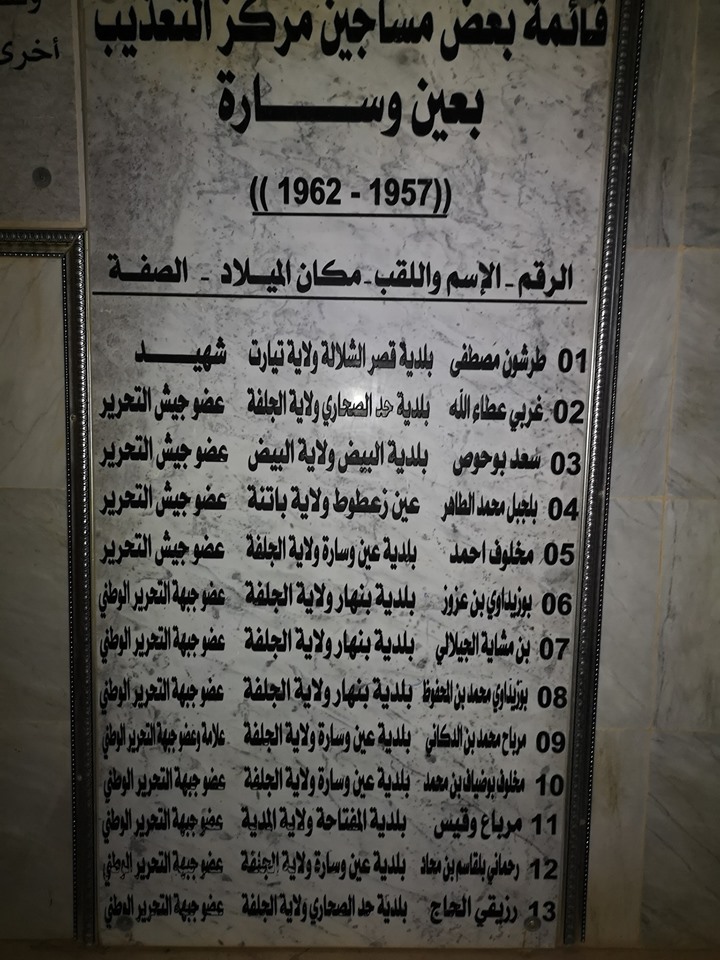 أخرى
قائمة بعض مساجين مركز التعذيب
بعين وســـارة
((1957 - 1962 ))
الرقم - الإسم واللقب - مكان الميلاد - الصفة
01 طرشون مصطفى بلدية قصر الشلالة ولاية تيارت شهيـــد
02 غربي عطاء الله بلدية حد الصحاري ولاية الجلفة عضو جيش التحرير
03 سعد بوحوص بلدية البيض ولاية البيض عضو جيش التحرير
04 بلجبل محمد الطاهر عين زعطوط ولاية باتنة عضو جيش التحرير
05 مخلوف احمد بلدية عين وسارة ولاية الجلفة عضو جيش التحرير
06 بوزيداوي بن عزوز بلدية بنهار ولاية الجلفة عضو جبهة التحرير الوطني
07 بن مشاية الجيلالي بلدية بنهار ولاية الجلفة عضو جبهة التحرير الوطني
08 بوزيداوي محمد بن المحفوظ بلدية بنهار ولاية الجلفة عضو جبهة التحرير الوطني
09 مرباح محمد بن الدكاني بلدية عين وسارة ولاية الجلفة علامة وعضو جبهة التحرير الوطني
10 مخلوف بوضياف بن محمد بلدية عين وسارة ولاية الجلفة عضو جبهة التحرير الوطني
11 مرباع وقيس بلدية المفتاحة ولاية المدية عضو جبهة التحرير الوطني
12 رحماني بلقاسم بن محاد بلدية عين وسارة ولاية الجلفة عضو جبهة التحرير الوطني
13 رزيقي الحاج بلدية حد الصحاري ولاية الجلفة عضو جبهة التحرير الوطني